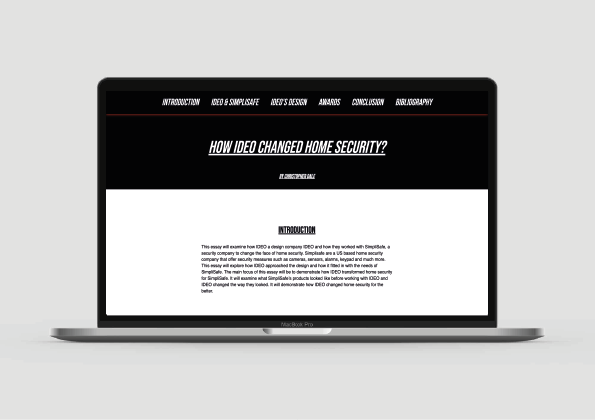 INTRODUCTION IDEO & SIMPLISAFE IDEO'S DESIGN AWARDS CONCLUSION BIBLIOGRAPHY
HOW IDEO CHANGED HOME SECURITY?
BY CHRISTOPHER DALE
INTRODUCTION
This essay will examine how IDEO a design company IDEO and how they worked with SimpliSafe, a
security company to change the face of home security. Simplisafe are a US based home security
company that offer security measures such as cameras, sensors, alarms, keypad and much more.
This essay will explore how IDEO approached the design and how it fitted in with the needs of
SimpliSafe. The main focus of this essay will be to demonstrate how IDEO transformed home security
for SimpliSafe. It will examine what SimpliSafe's products looked like before working with IDEO and
IDEO changed the way they looked. It will demonstrate how IDEO changed home security for the
better.
MacBook Pro